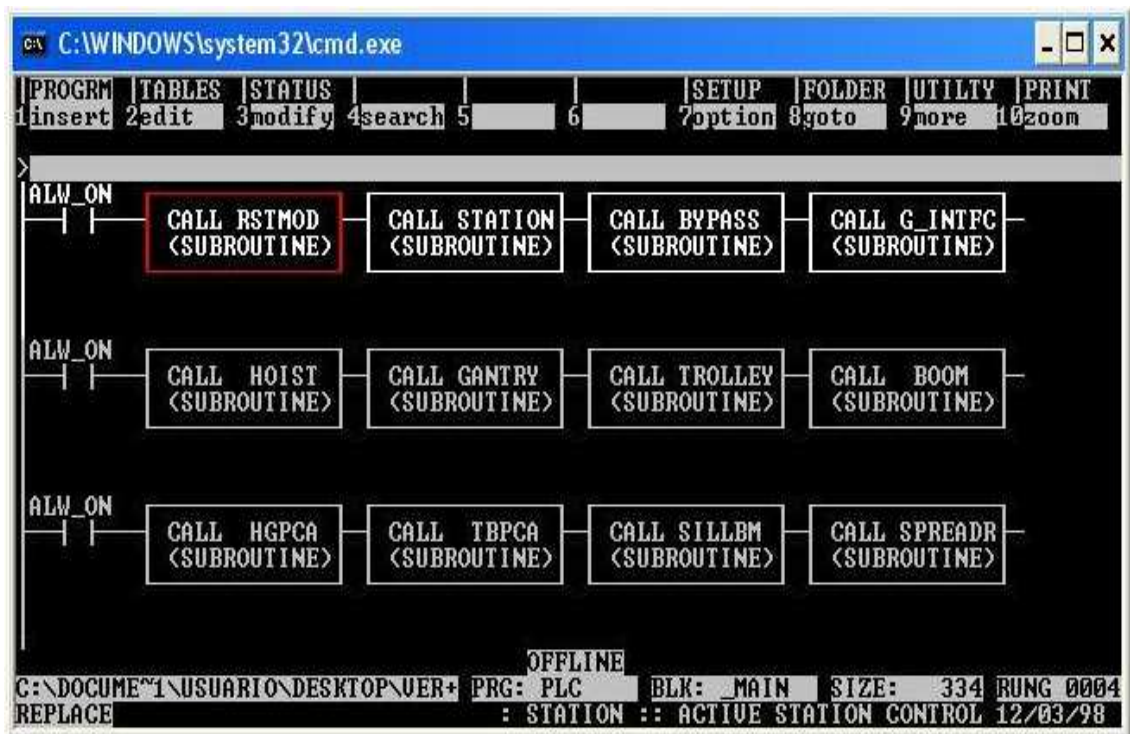 C:\WINDOWS\system32\cmd.exe
PROGRM TABLES STATUS SETUP FOLDER UTILTY PRINT
1insert 2edit 3modify 4search 5 6 7option 8goto 9more 10zoom
>
ALW_ON
CALL RSTMOD CALL STATION CALL BYPASS CALL G_INTFC
(SUBROUTINE) (SUBROUTINE) (SUBROUTINE) (SUBROUTINE)
ALW_ON
CALL HOIST CALL GANTRY CALL TROLLEY CALL BOOM
(SUBROUTINE) (SUBROUTINE) (SUBROUTINE) (SUBROUTINE)
ALW_ON
CALL HGPCA CALL TBPCA CALL SILLBM CALL SPREADR
(SUBROUTINE) (SUBROUTINE) (SUBROUTINE) (SUBROUTINE)
OFFLINE
C:\DOCUME~1\USUARIO\DESKTOP\VER+ PRG: PLC BLK: _MAIN SIZE: 334 RUNG 0004
REPLACE : STATION :: ACTIVE STATION CONTROL 12/03/98